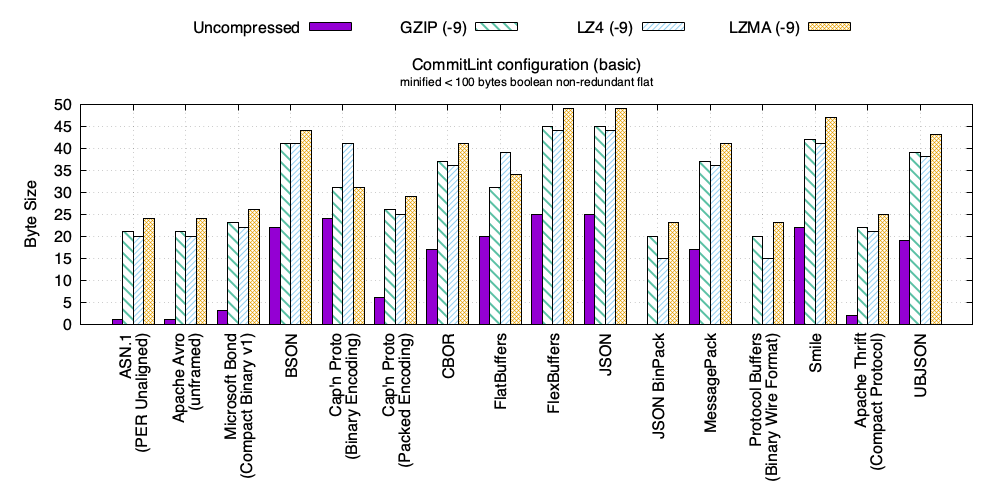 Uncompressed GZIP (-9) LZ4 (-9) LZMA (-9)
CommitLint configuration (basic)
minified < 100 bytes boolean non-redundant flat
Byte Size
50
45
40
35
30
25
20
15
10
5
0
ASN.1
(PER Unaligned)
Apache Avro
(unframed)
Microsoft Bond
(Compact Binary v1)
BSON
Cap'n Proto
(Binary Encoding)
Cap'n Proto
(Packed Encoding)
CBOR
FlatBuffers
FlexBuffers
JSON
JSON BinPack
MessagePack
Protocol Buffers
(Binary Wire Format)
Smile
Apache Thrift
(Compact Protocol)
UBJSON